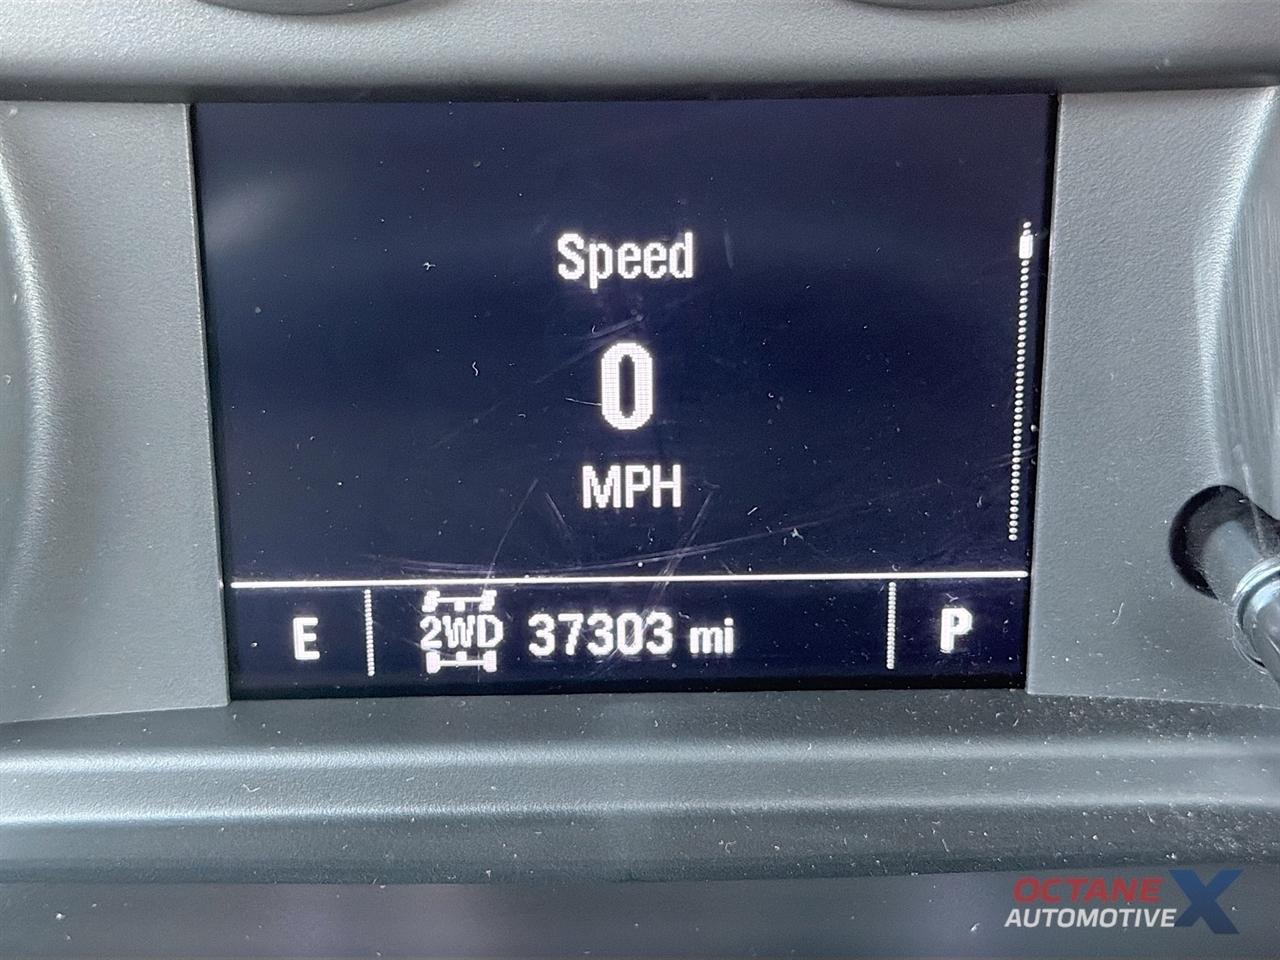 Speed
0
MPH
E 2WD 37303 mi P
OCTANE X
AUTOMOTIVE